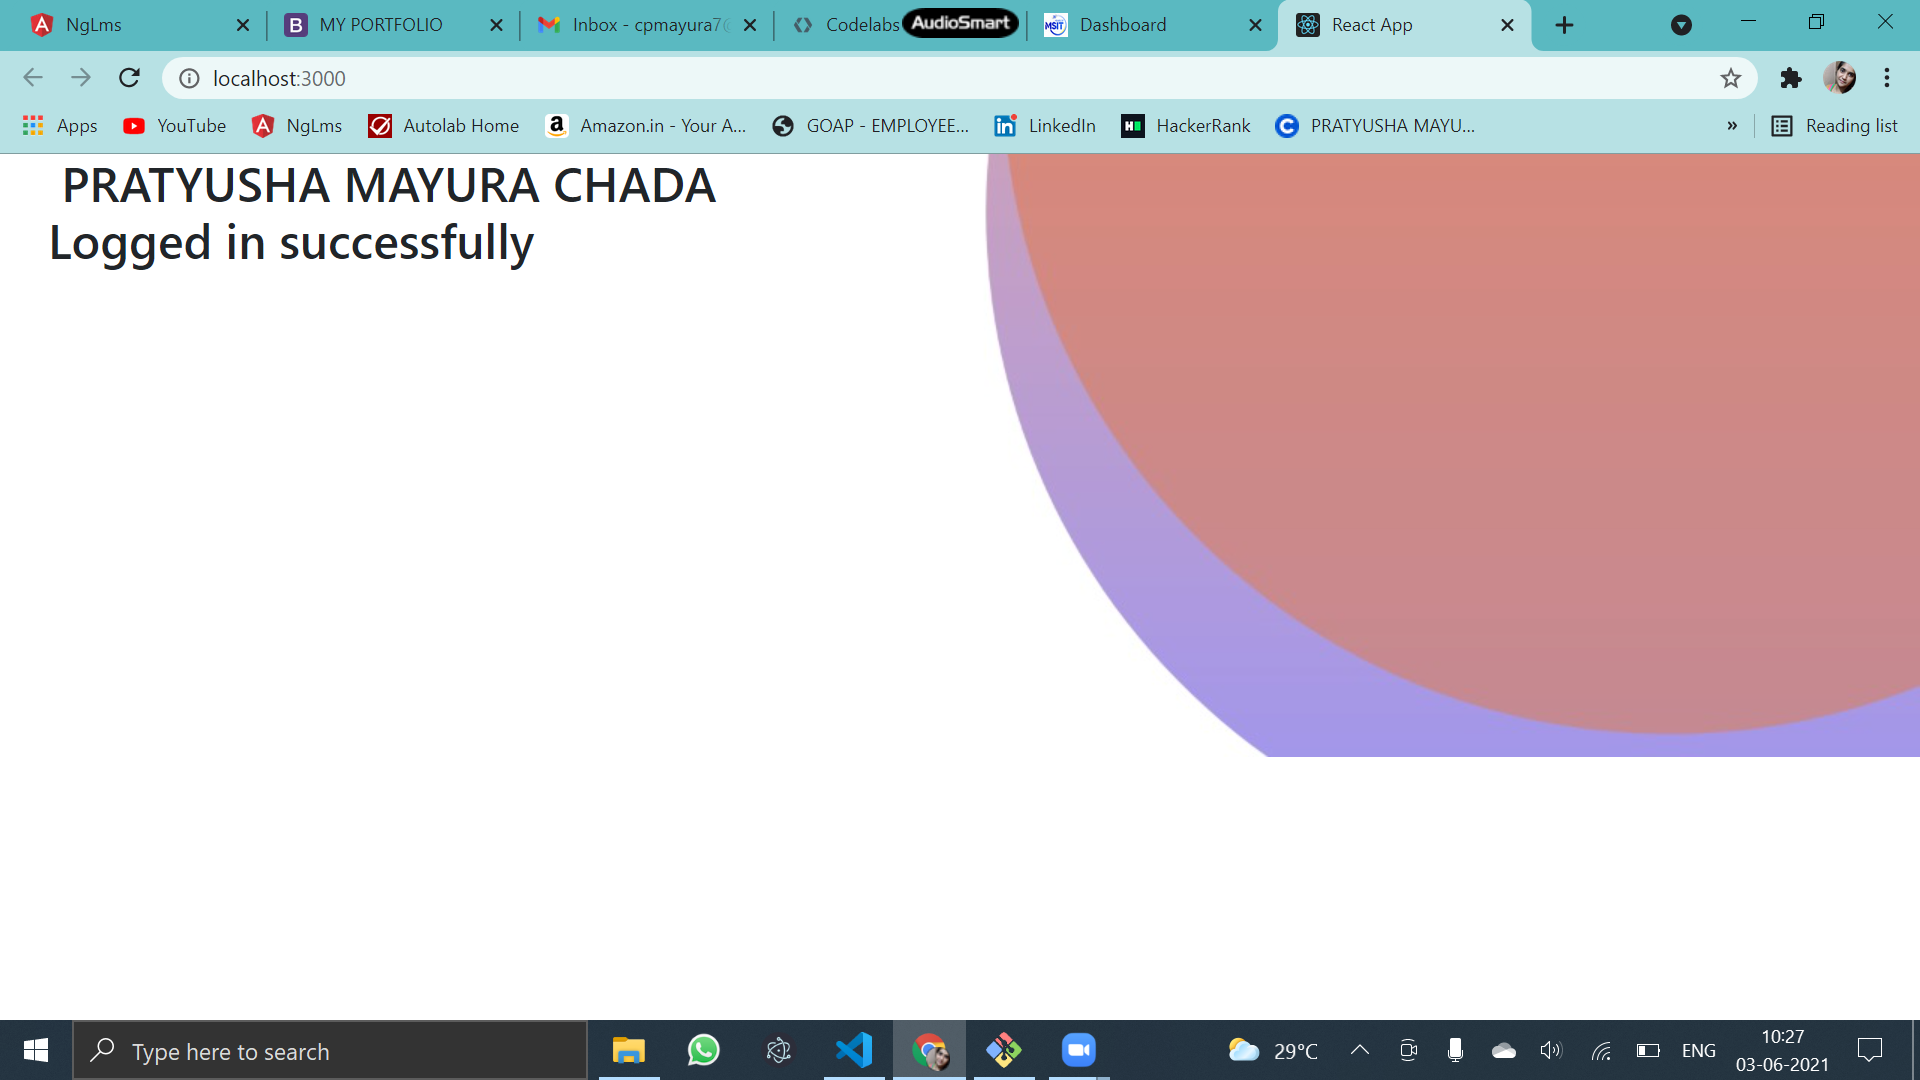 NgLms
MY PORTFOLIO
Inbox - cpmayura7@
Codelabs
AudioSmart
Dashboard
React App
localhost:3000
Apps
YouTube
NgLms
Autolab Home
Amazon.in - Your A...
GOAP - EMPLOYEE...
LinkedIn
HackerRank
PRATYUSHA MAYU...
»
Reading list
PRATYUSHA MAYURA CHADA
Logged in successfully
Type here to search
29°C
ENG
10:27
03-06-2021